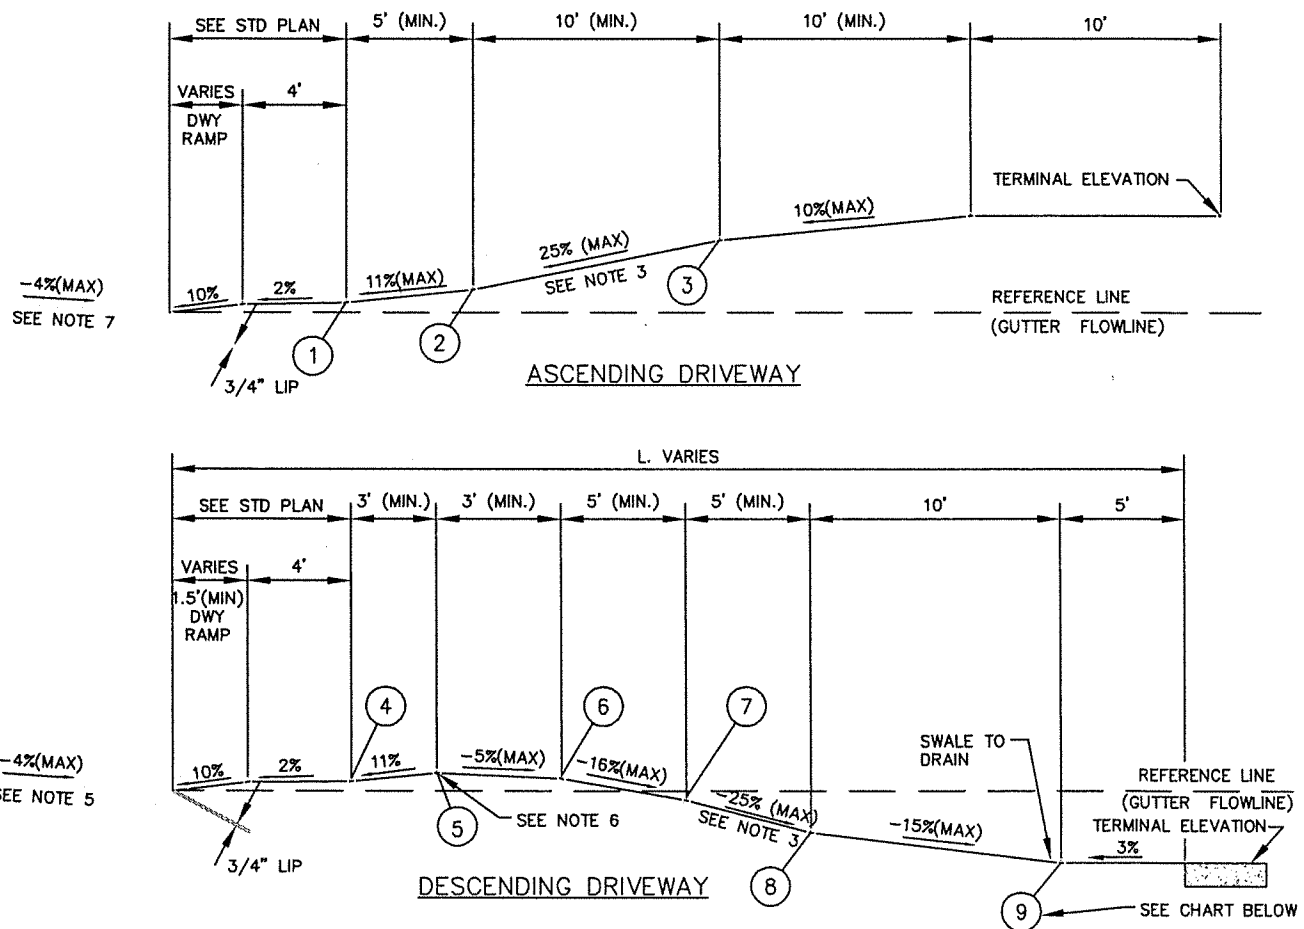 SEE STD PLAN
5' (MIN.)
10' (MIN.)
10' (MIN.)
10'
VARIES
4'
DWY
RAMP
TERMINAL ELEVATION
10%(MAX)
25% (MAX)
SEE NOTE 3
3
-4%(MAX)
SEE NOTE 7
10%
2%
11%(MAX)
REFERENCE LINE
(GUTTER FLOWLINE)
1
2
3/4" LIP
ASCENDING DRIVEWAY
L. VARIES
SEE STD PLAN
3' (MIN.)
3' (MIN.)
5' (MIN.)
5' (MIN.)
10'
5'
VARIES
4'
1.5'(MIN)
DWY
RAMP
4
6
7
-4%(MAX)
SEE NOTE 5
10%
2%
11%
-5%(MAX)
-16%(MAX)
-25% (MAX)
SEE NOTE 3
-15%(MAX)
SWALE TO
DRAIN
REFERENCE LINE
(GUTTER FLOWLINE)
TERMINAL ELEVATION
3%
5
SEE NOTE 6
3/4" LIP
DESCENDING DRIVEWAY
8
9
SEE CHART BELOW